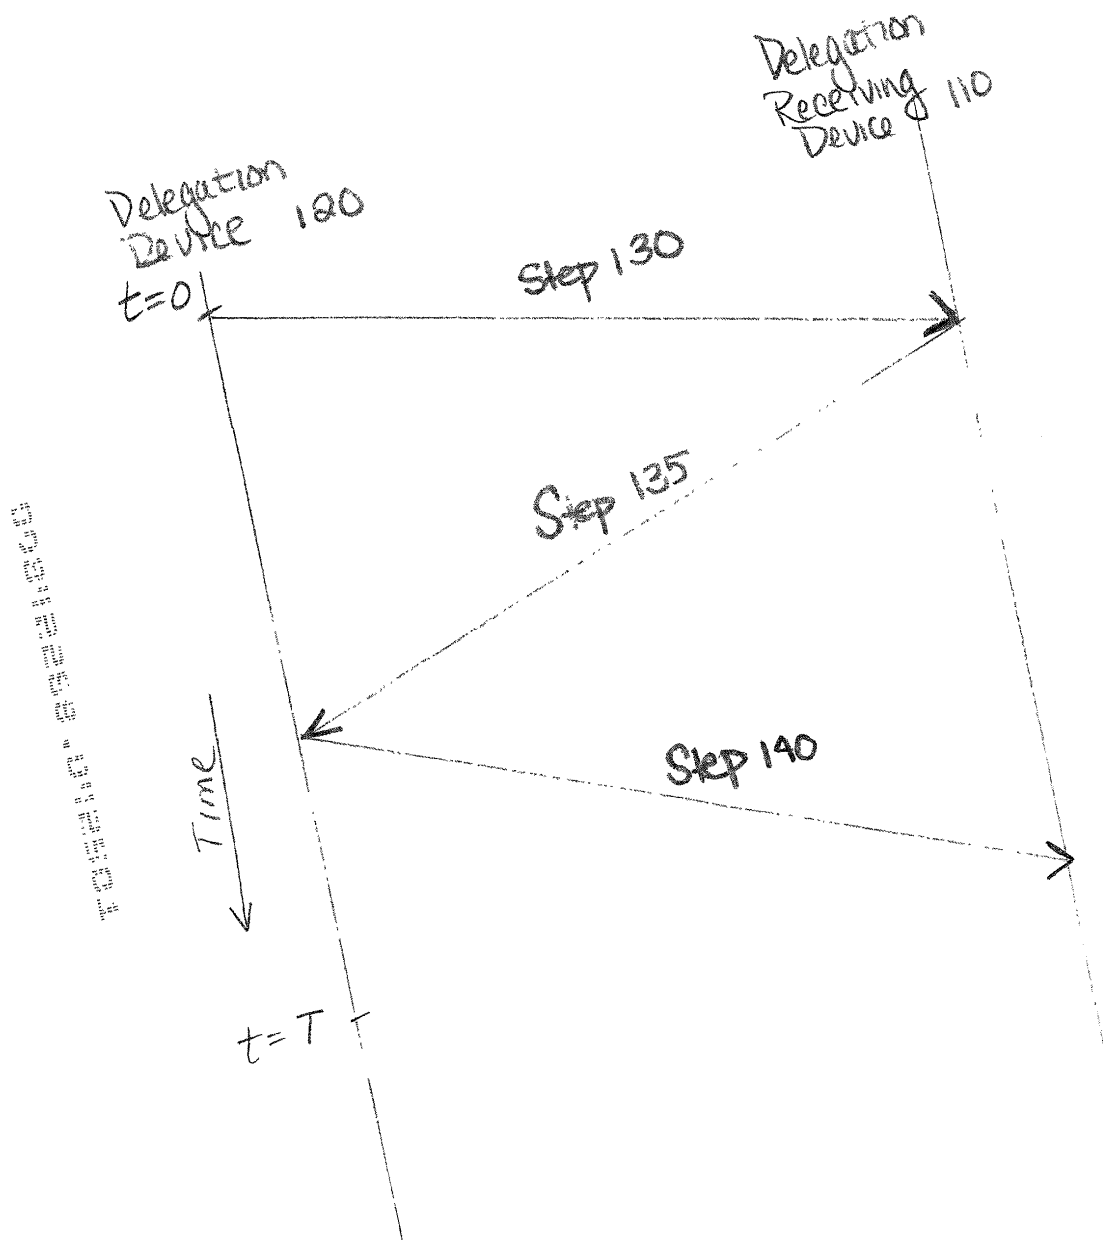 Delegation
Receiving 110
Device
Delegation
Device 120
t=0
Step 130
Step 135
Step 140
Time
t=T